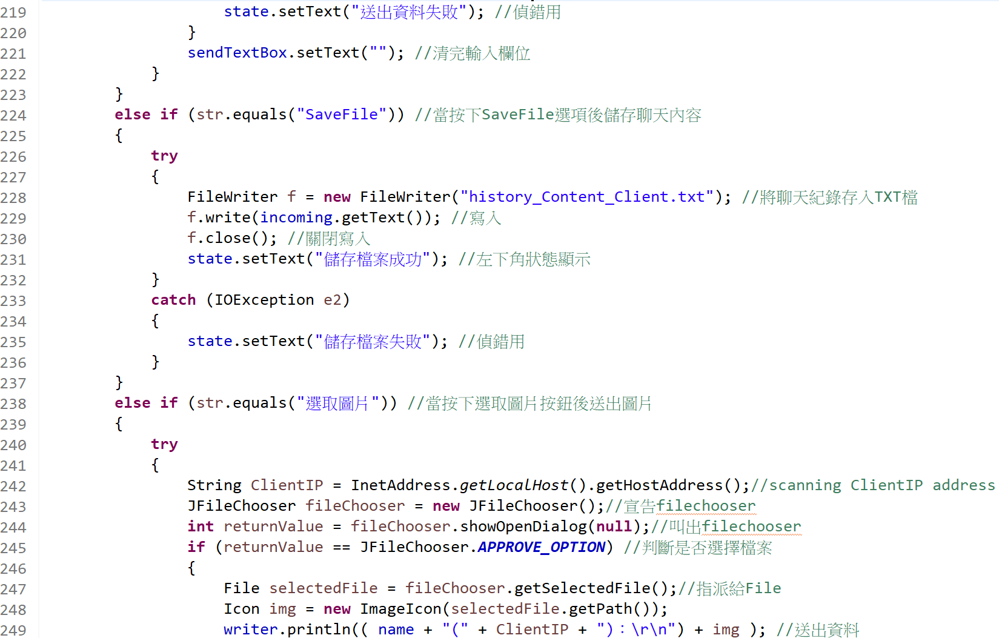 219 state.setText("送出資料失敗"); //偵錯用
220 }
221 sendTextBox.setText(""); //清完輸入欄位
222 }
223 }
224 else if (str.equals("SaveFile")) //當按下SaveFile選項後儲存聊天內容
225 {
226 try
227 {
228 FileWriter f = new FileWriter("history_Content_Client.txt"); //將聊天紀錄存入TXT檔
229 f.write(incoming.getText()); //寫入
230 f.close(); //關閉寫入
231 state.setText("儲存檔案成功"); //左下角狀態顯示
232 }
233 catch (IOException e2)
234 {
235 state.setText("儲存檔案失敗"); //偵錯用
236 }
237 }
238 else if (str.equals("選取圖片")) //當按下選取圖片按鈕後送出圖片
239 {
240 try
241 {
242 String ClientIP = InetAddress.getLocalHost().getHostAddress();//scanning ClientIP address
243 JFileChooser fileChooser = new JFileChooser();//宣告filechooser
244 int returnValue = fileChooser.showOpenDialog(null);//叫出filechooser
245 if (returnValue == JFileChooser.APPROVE_OPTION) //判斷是否選擇檔案
246 {
247 File selectedFile = fileChooser.getSelectedFile();//指派給File
248 Icon img = new ImageIcon(selectedFile.getPath());
249 writer.println(( name + "(" + ClientIP + ")：\r\n") + img ); //送出資料